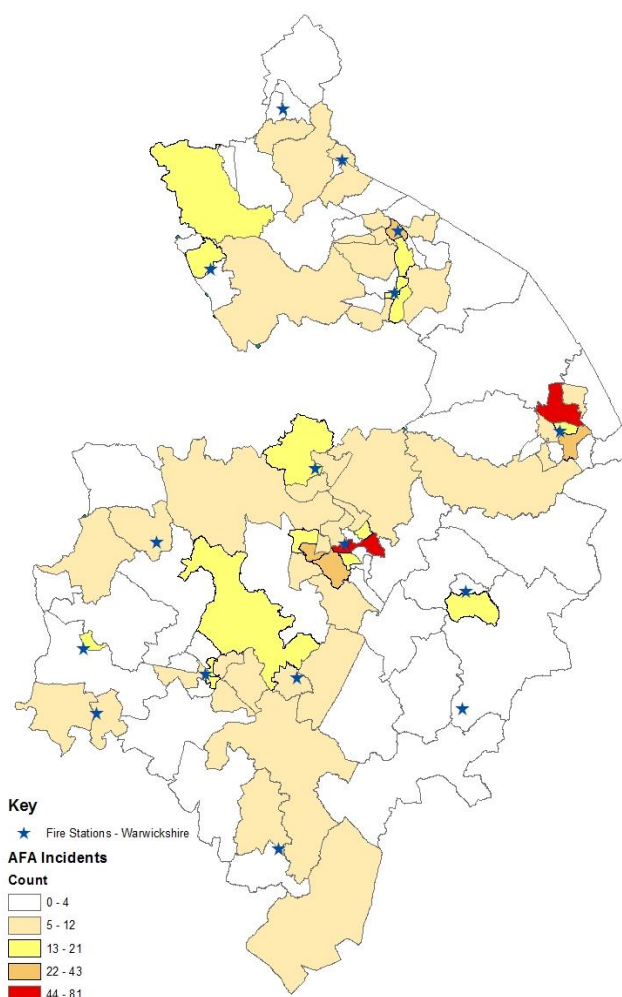 Key
Fire Stations - Warwickshire
AFA Incidents
Count
0 - 4
5 - 12
13 - 21
22 - 43
44 - 81